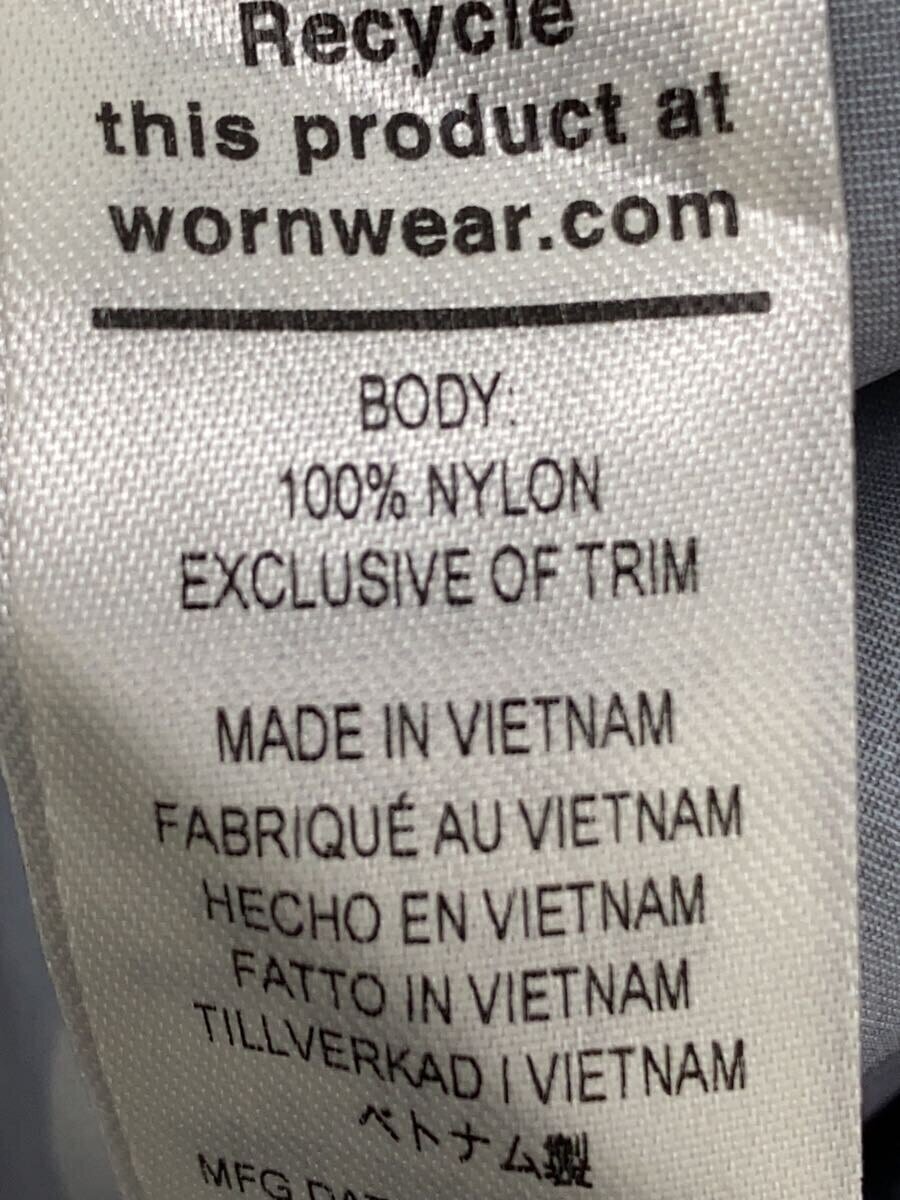 Recycle
this product at
wornwear.com
BODY:
100% NYLON
EXCLUSIVE OF TRIM
MADE IN VIETNAM
FABRIQUÉ AU VIETNAM
HECHO EN VIETNAM
FATTO IN VIETNAM
TILLVERKAD I VIETNAM
ベトナム製
MFG